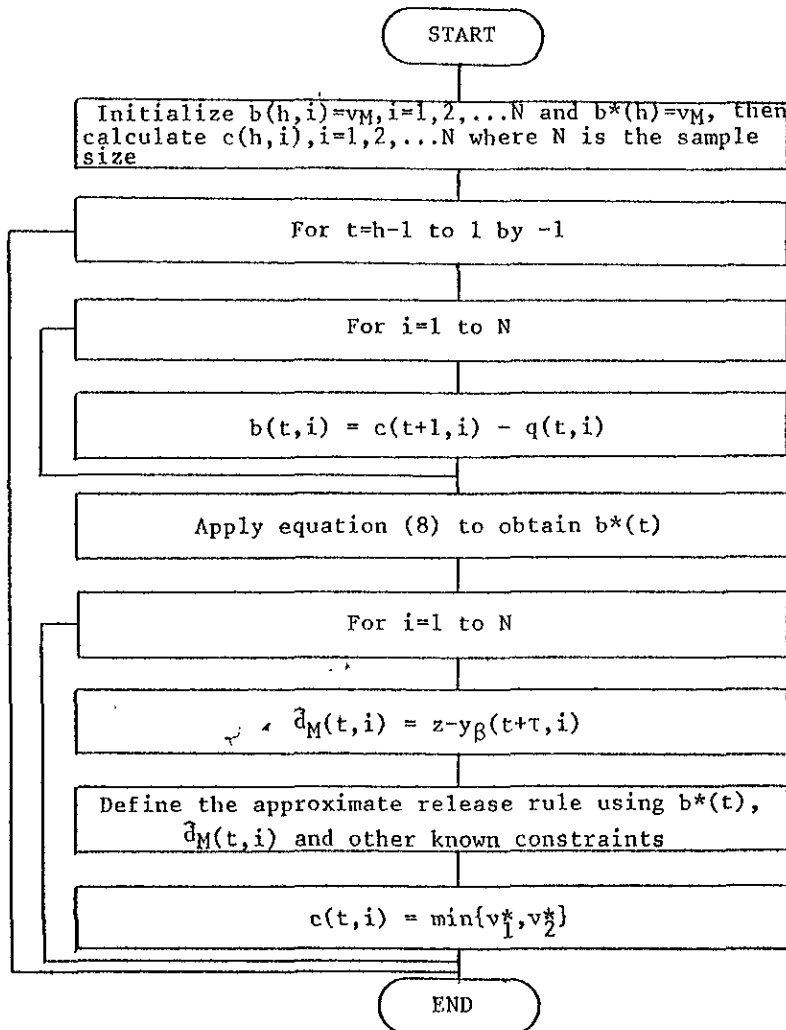 START
Initialize b(h,i)=vM,i=1,2,...N and b*(h)=vM, then
calculate c(h,i),i=1,2,...N where N is the sample
size
For t=h-1 to 1 by -1
For i=1 to N
b(t,i) = c(t+1,i) - q(t,i)
Apply equation (8) to obtain b*(t)
For i=1 to N
d̂M(t,i) = z-yβ(t+τ,i)
Define the approximate release rule using b*(t),
d̂M(t,i) and other known constraints
c(t,i) = min{v*1,v*2}
END